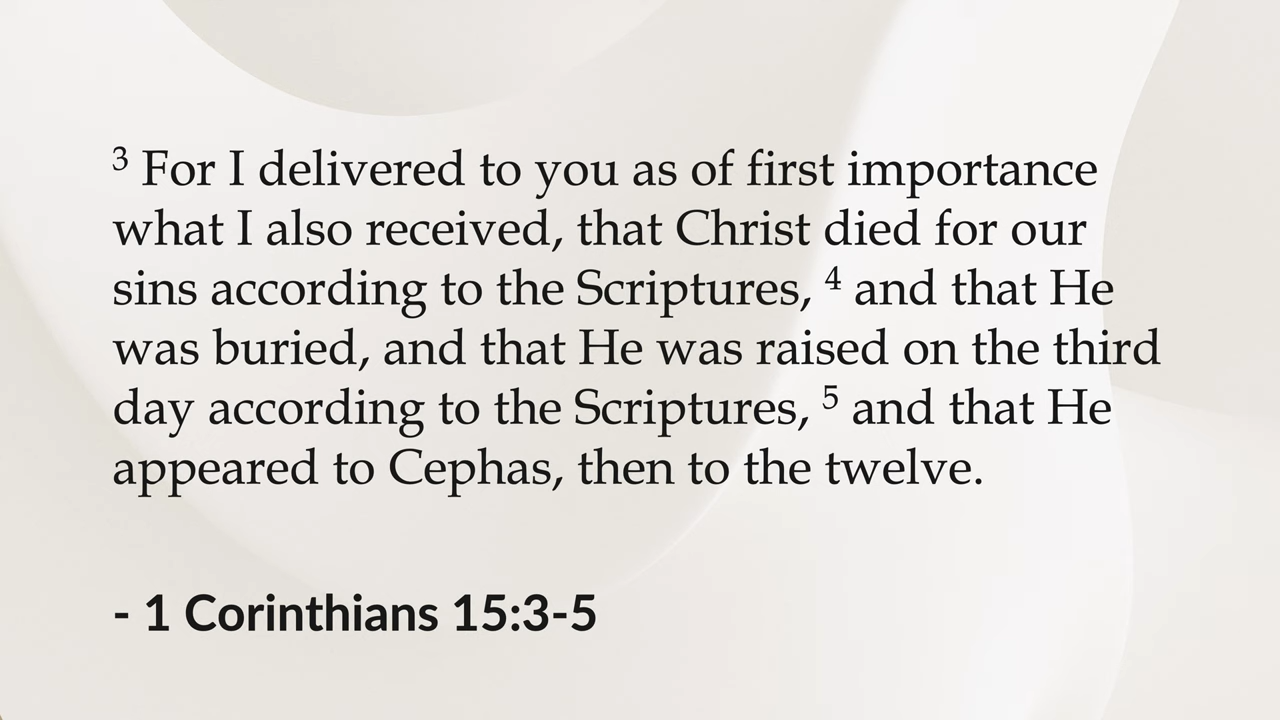 ³ For I delivered to you as of first importance
what I also received, that Christ died for our
sins according to the Scriptures, ⁴ and that He
was buried, and that He was raised on the third
day according to the Scriptures, ⁵ and that He
appeared to Cephas, then to the twelve.
- 1 Corinthians 15:3-5